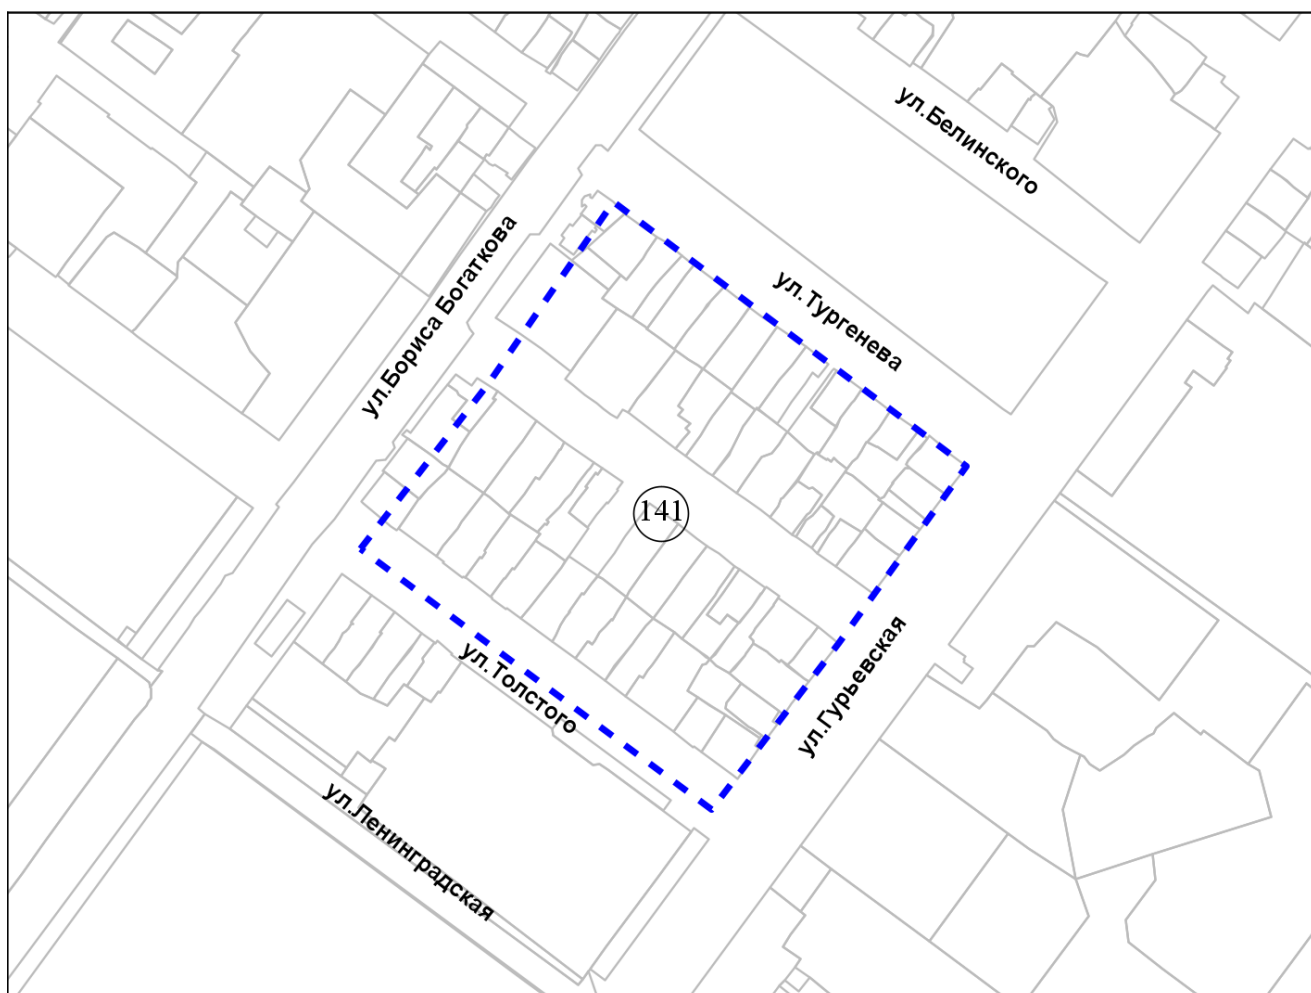 ул.Белинского
ул.Бориса Богаткова
ул.Тургенева
141
ул.Гурьевская
ул.Толстого
ул.Ленинградская